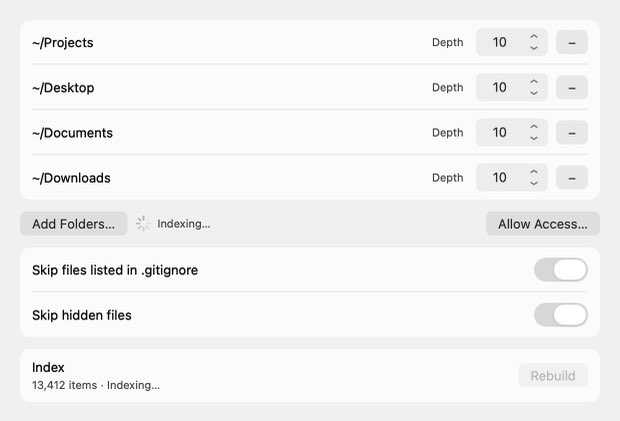 ~/Projects Depth 10 –
~/Desktop Depth 10 –
~/Documents Depth 10 –
~/Downloads Depth 10 –
Add Folders... Indexing... Allow Access...
Skip files listed in .gitignore
Skip hidden files
Index
13,412 items · Indexing...
Rebuild